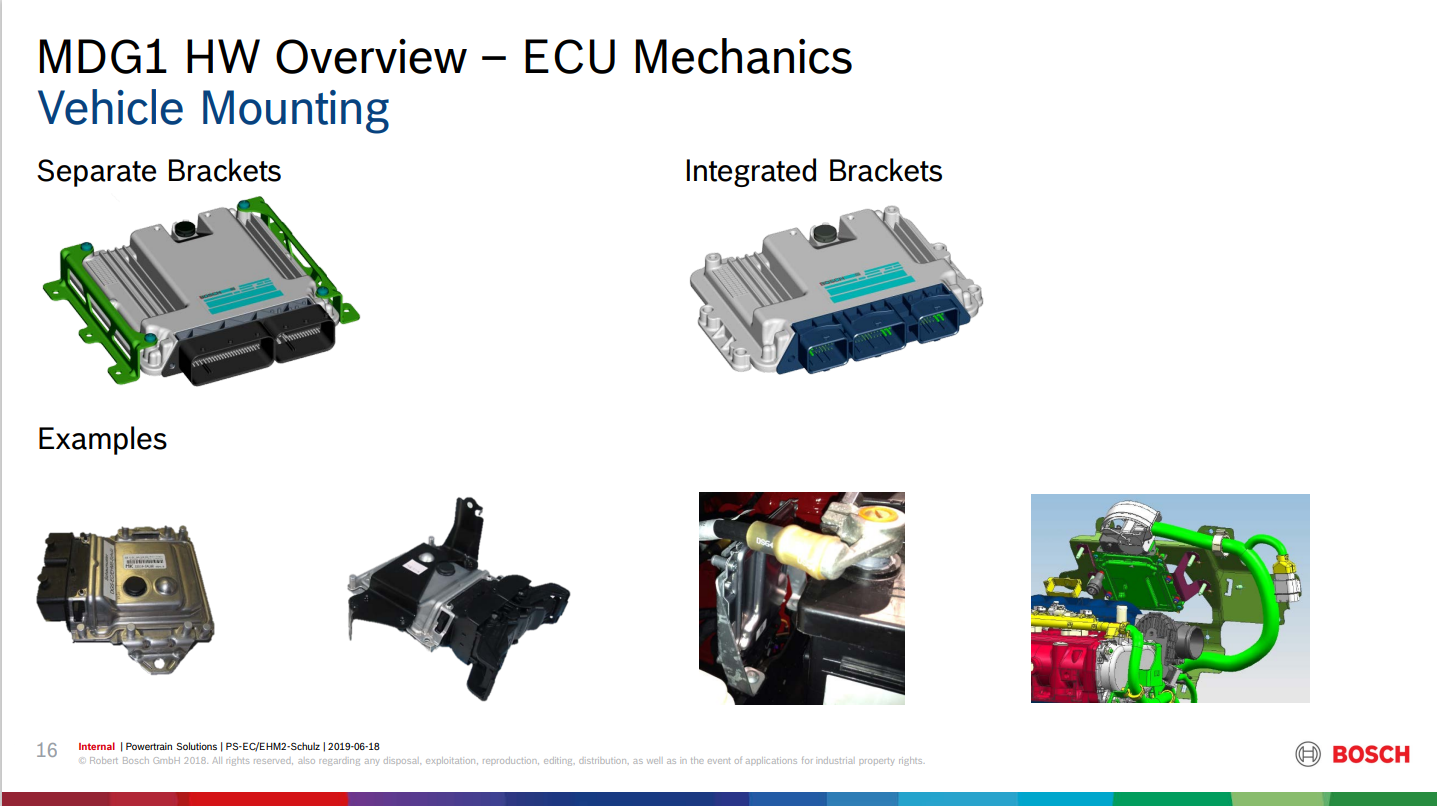 MDG1 HW Overview – ECU Mechanics
Vehicle Mounting
Separate Brackets
Integrated Brackets
Examples
16
Internal | Powertrain Solutions | PS-EC/EHM2-Schulz | 2019-06-18
© Robert Bosch GmbH 2018. All rights reserved, also regarding any disposal, exploitation, reproduction, editing, distribution, as well as in the event of applications for industrial property rights.
BOSCH